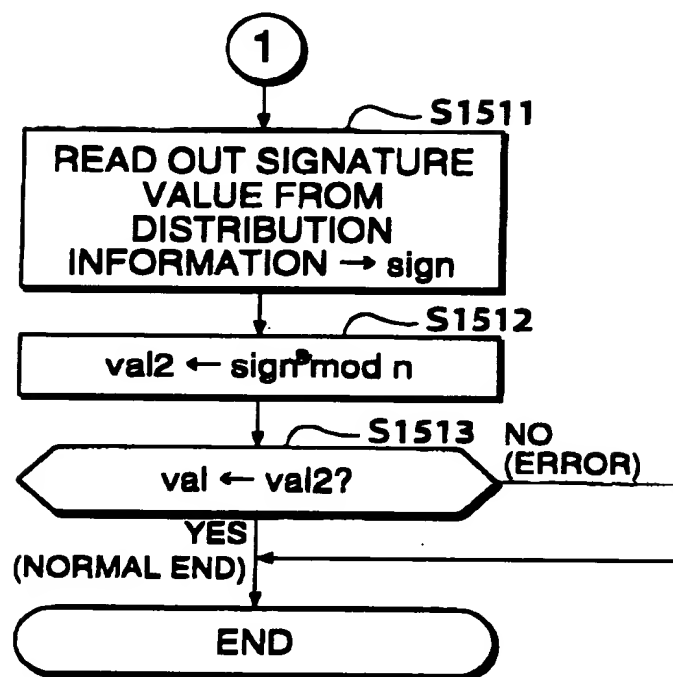 1
S1511
READ OUT SIGNATURE
VALUE FROM
DISTRIBUTION
INFORMATION → sign
S1512
val2 ← sign mod n
S1513
val ← val2?
NO
(ERROR)
YES
(NORMAL END)
END